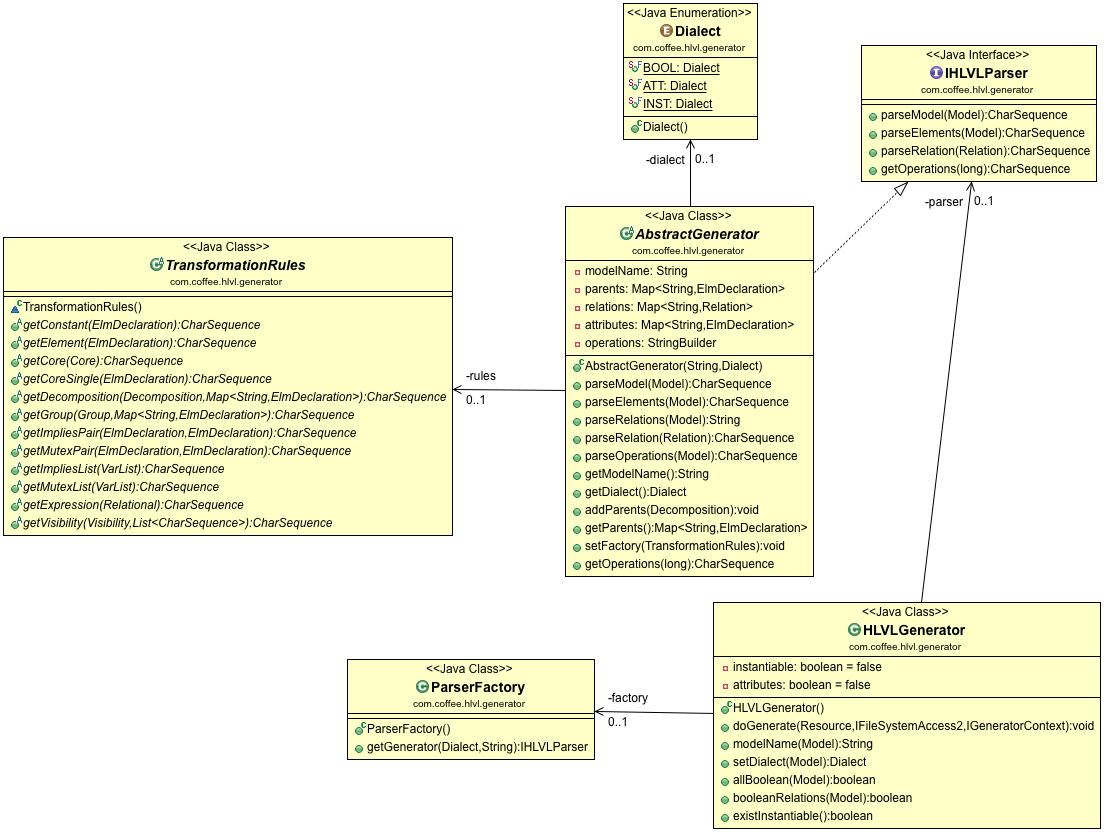 <<Java Enumeration>>
Dialect
com.coffee.hlvl.generator
BOOL: Dialect
ATT: Dialect
INST: Dialect
Dialect()
<<Java Interface>>
IHLVLParser
com.coffee.hlvl.generator
parseModel(Model):CharSequence
parseElements(Model):CharSequence
parseRelation(Relation):CharSequence
getOperations(long):CharSequence
-dialect 0..1
-parser 0..1
<<Java Class>>
AbstractGenerator
com.coffee.hlvl.generator
modelName: String
parents: Map<String,ElmDeclaration>
relations: Map<String,Relation>
attributes: Map<String,ElmDeclaration>
operations: StringBuilder
AbstractGenerator(String,Dialect)
parseModel(Model):CharSequence
parseElements(Model):CharSequence
parseRelations(Model):String
parseRelation(Relation):CharSequence
parseOperations(Model):CharSequence
getModelName():String
getDialect():Dialect
addParents(Decomposition):void
getParents():Map<String,ElmDeclaration>
setFactory(TransformationRules):void
getOperations(long):CharSequence
<<Java Class>>
TransformationRules
com.coffee.hlvl.generator
TransformationRules()
getConstant(ElmDeclaration):CharSequence
getElement(ElmDeclaration):CharSequence
getCore(Core):CharSequence
getCoreSingle(ElmDeclaration):CharSequence
getDecomposition(Decomposition,Map<String,ElmDeclaration>):CharSequence
getGroup(Group,Map<String,ElmDeclaration>):CharSequence
getImpliesPair(ElmDeclaration,ElmDeclaration):CharSequence
getMutexPair(ElmDeclaration,ElmDeclaration):CharSequence
getImpliesList(VarList):CharSequence
getMutexList(VarList):CharSequence
getExpression(Relational):CharSequence
getVisibility(Visibility,List<CharSequence>):CharSequence
-rules
0..1
<<Java Class>>
HLVLGenerator
com.coffee.hlvl.generator
instantiable: boolean = false
attributes: boolean = false
HLVLGenerator()
doGenerate(Resource,IFileSystemAccess2,IGeneratorContext):void
modelName(Model):String
setDialect(Model):Dialect
allBoolean(Model):boolean
booleanRelations(Model):boolean
existInstantiable():boolean
<<Java Class>>
ParserFactory
com.coffee.hlvl.generator
ParserFactory()
getGenerator(Dialect,String):IHLVLParser
-factory
0..1